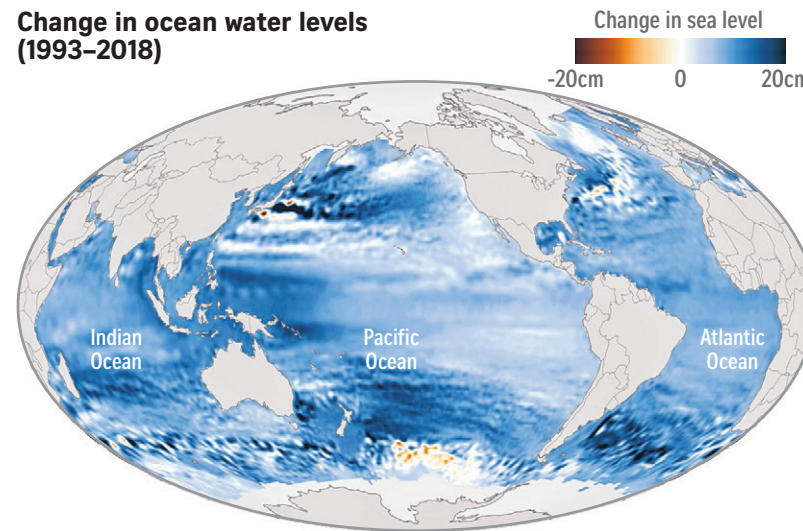 Change in ocean water levels
(1993–2018)
Change in sea level
-20cm
0
20cm
Indian
Ocean
Pacific
Ocean
Atlantic
Ocean